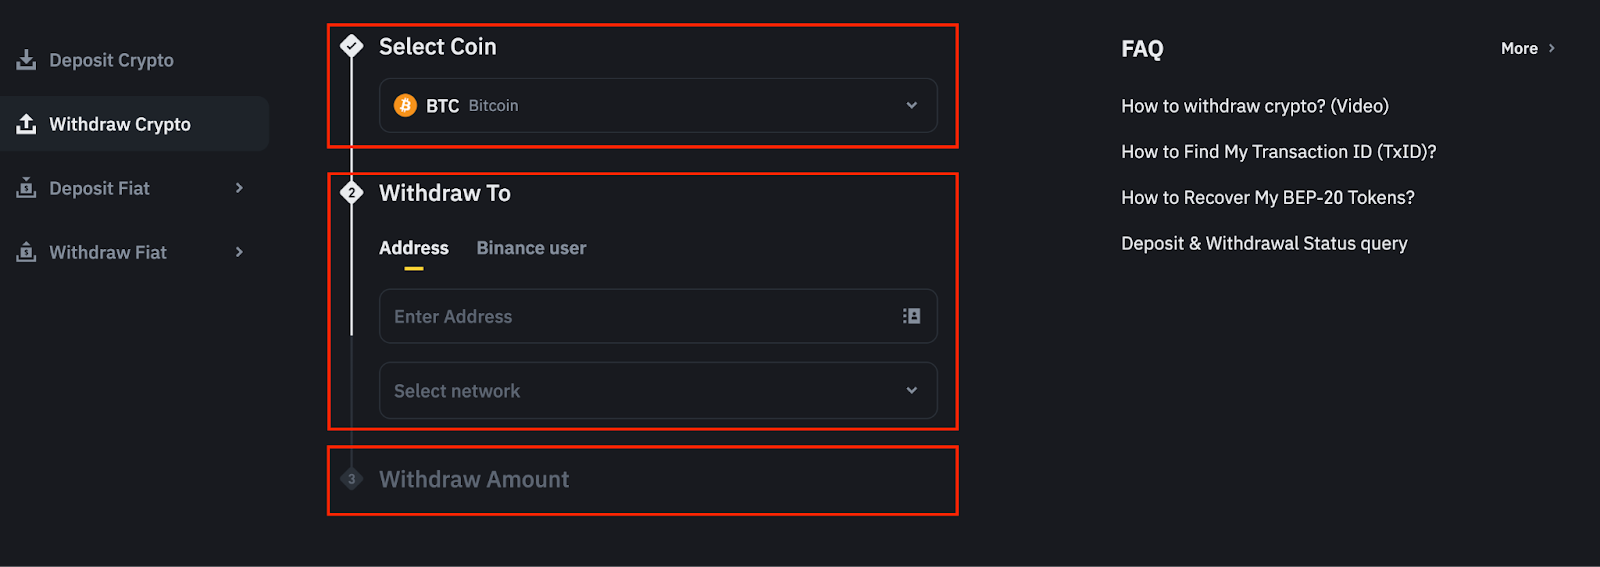 Deposit Crypto
Withdraw Crypto
Deposit Fiat
Withdraw Fiat
Select Coin
BTC Bitcoin
2 Withdraw To
Address Binance user
Enter Address
Select network
3 Withdraw Amount
FAQ More
How to withdraw crypto? (Video)
How to Find My Transaction ID (TxID)?
How to Recover My BEP-20 Tokens?
Deposit & Withdrawal Status query